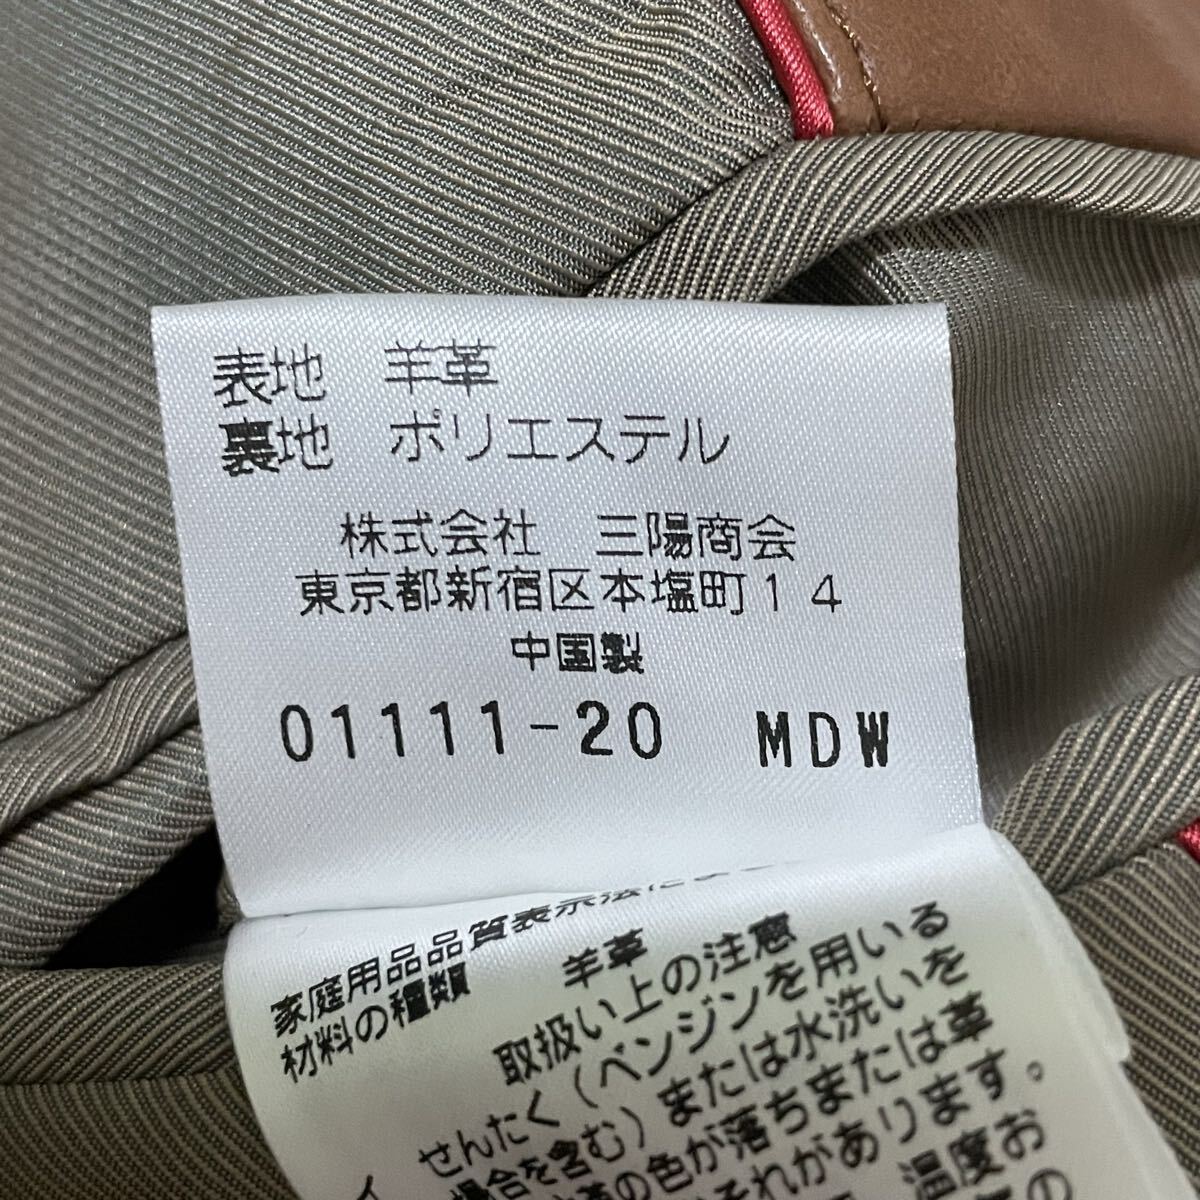 表地 羊革
裏地 ポリエステル
株式会社 三陽商会
東京都新宿区本塩町14
中国製
01111-20 MDW
家庭用品品質表示法による
材料の種類 羊革
取扱い上の注意
せんたく(ベンジンを用いる
場合を含む)または水洗いを
革の色が落ちまたは革
それがあります。
温度お